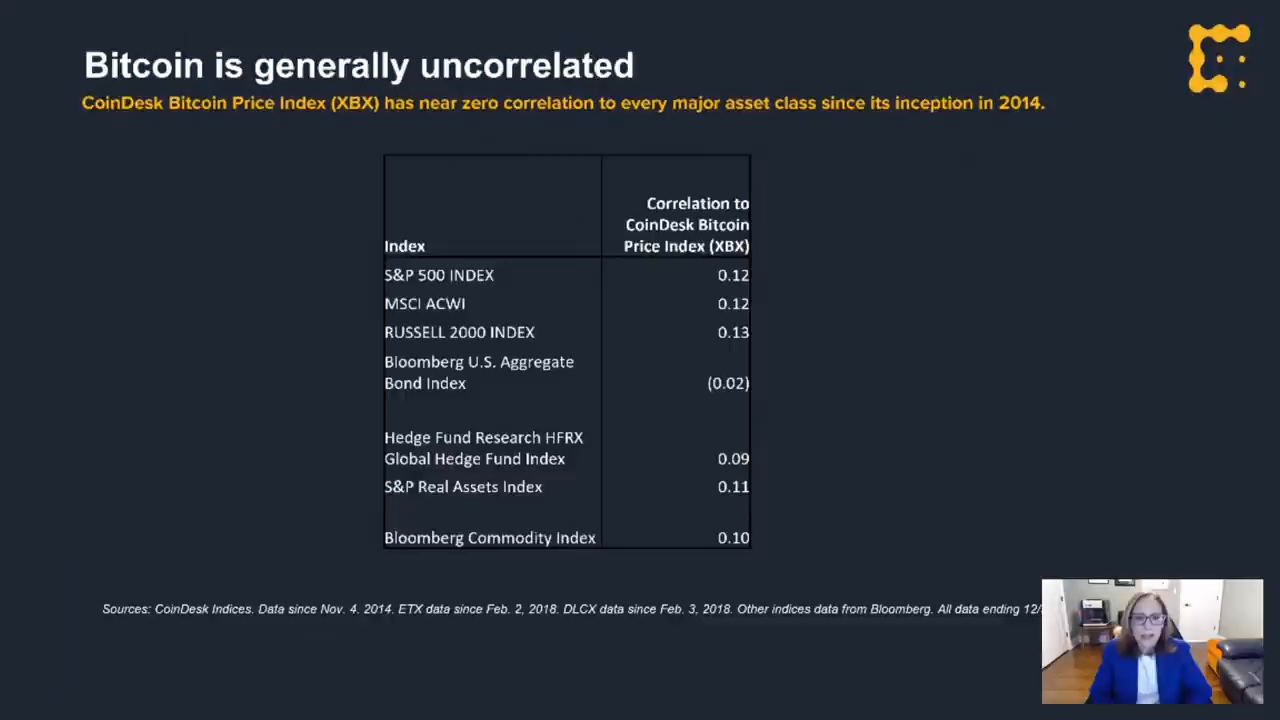 Bitcoin is generally uncorrelated
CoinDesk Bitcoin Price Index (XBX) has near zero correlation to every major asset class since its inception in 2014.
Correlation to
CoinDesk Bitcoin
Index Price Index (XBX)
S&P 500 INDEX 0.12
MSCI ACWI 0.12
RUSSELL 2000 INDEX 0.13
Bloomberg U.S. Aggregate
Bond Index (0.02)
Hedge Fund Research HFRX
Global Hedge Fund Index 0.09
S&P Real Assets Index 0.11
Bloomberg Commodity Index 0.10
Sources: CoinDesk Indices. Data since Nov. 4. 2014. ETX data since Feb. 2, 2018. DLCX data since Feb. 3, 2018. Other indices data from Bloomberg. All data ending